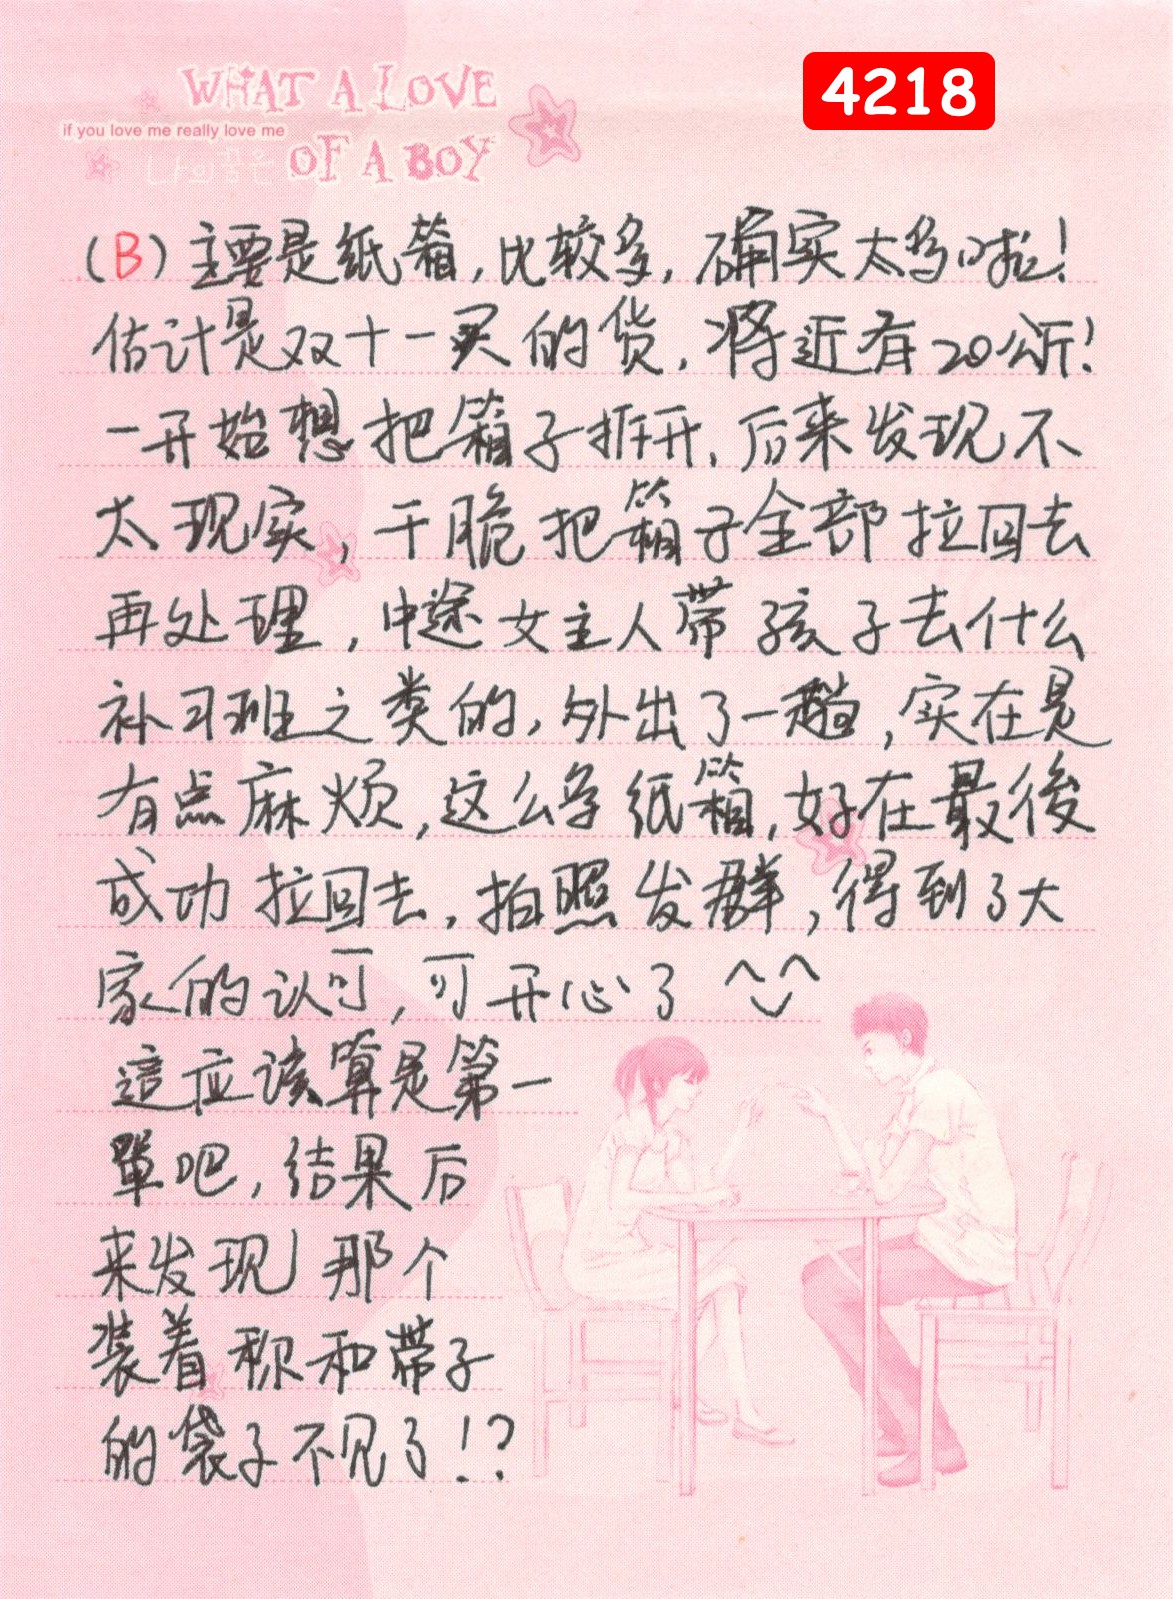 WHAT A LOVE
4218
if you love me really love me
나의꿈은 OF A BOY
(B)主要是纸箱,比较多,确实太多啦!
估计是双十一买的货,将近有20公斤!
一开始想把箱子拆开,后来发现不
太现实,干脆把箱子全部拉回去
再处理,中途女主人带孩子去什么
补习班之类的,外出了一趟,实在是
有点麻烦,这么多纸箱,好在最後
成功拉回去,拍照发群,得到了大
家的认可,可开心了^‿^
這应该算是第一
單吧,结果后
来发现那个
装着称和带子
的袋子不见了!?